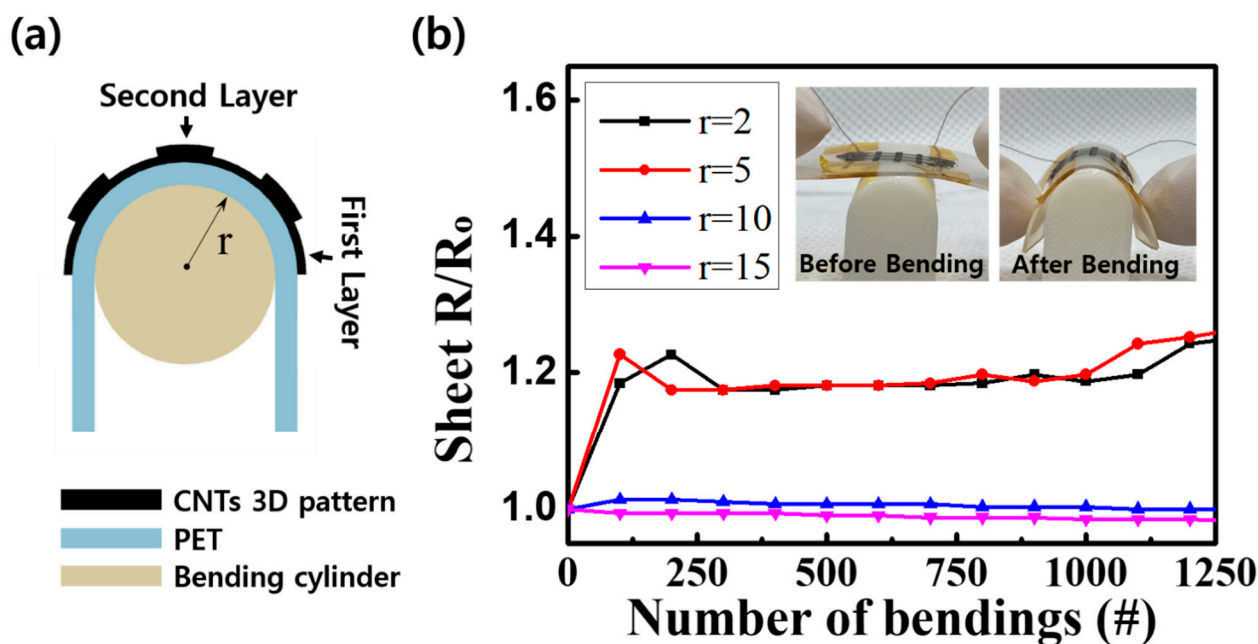 (a)
Second Layer
r
First Layer
CNTs 3D pattern
PET
Bending cylinder
(b)
Sheet R/Ro
1.6
1.4
1.2
1.0
r=2
r=5
r=10
r=15
Before Bending
After Bending
0 250 500 750 1000 1250
Number of bendings (#)